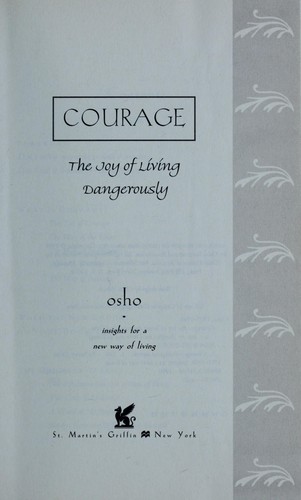 COURAGE
The Joy of Living
Dangerously
osho
insights for a
new way of living
St. Martin's Griffin New York